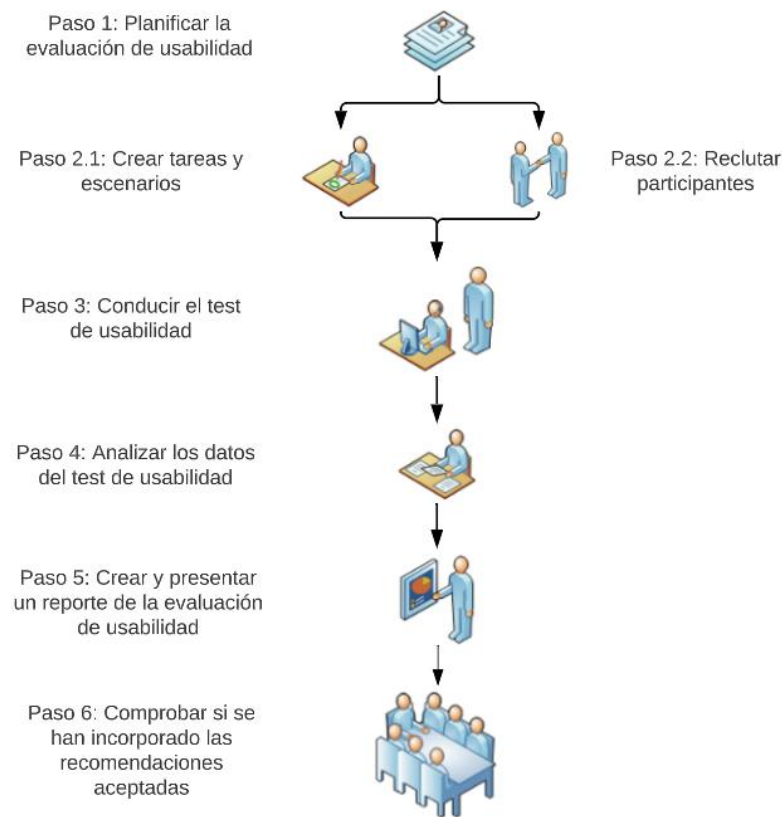 Paso 1: Planificar la
evaluación de usabilidad
Paso 2.1: Crear tareas y
escenarios
Paso 2.2: Reclutar
participantes
Paso 3: Conducir el test
de usabilidad
Paso 4: Analizar los datos
del test de usabilidad
Paso 5: Crear y presentar
un reporte de la evaluación
de usabilidad
Paso 6: Comprobar si se
han incorporado las
recomendaciones
aceptadas